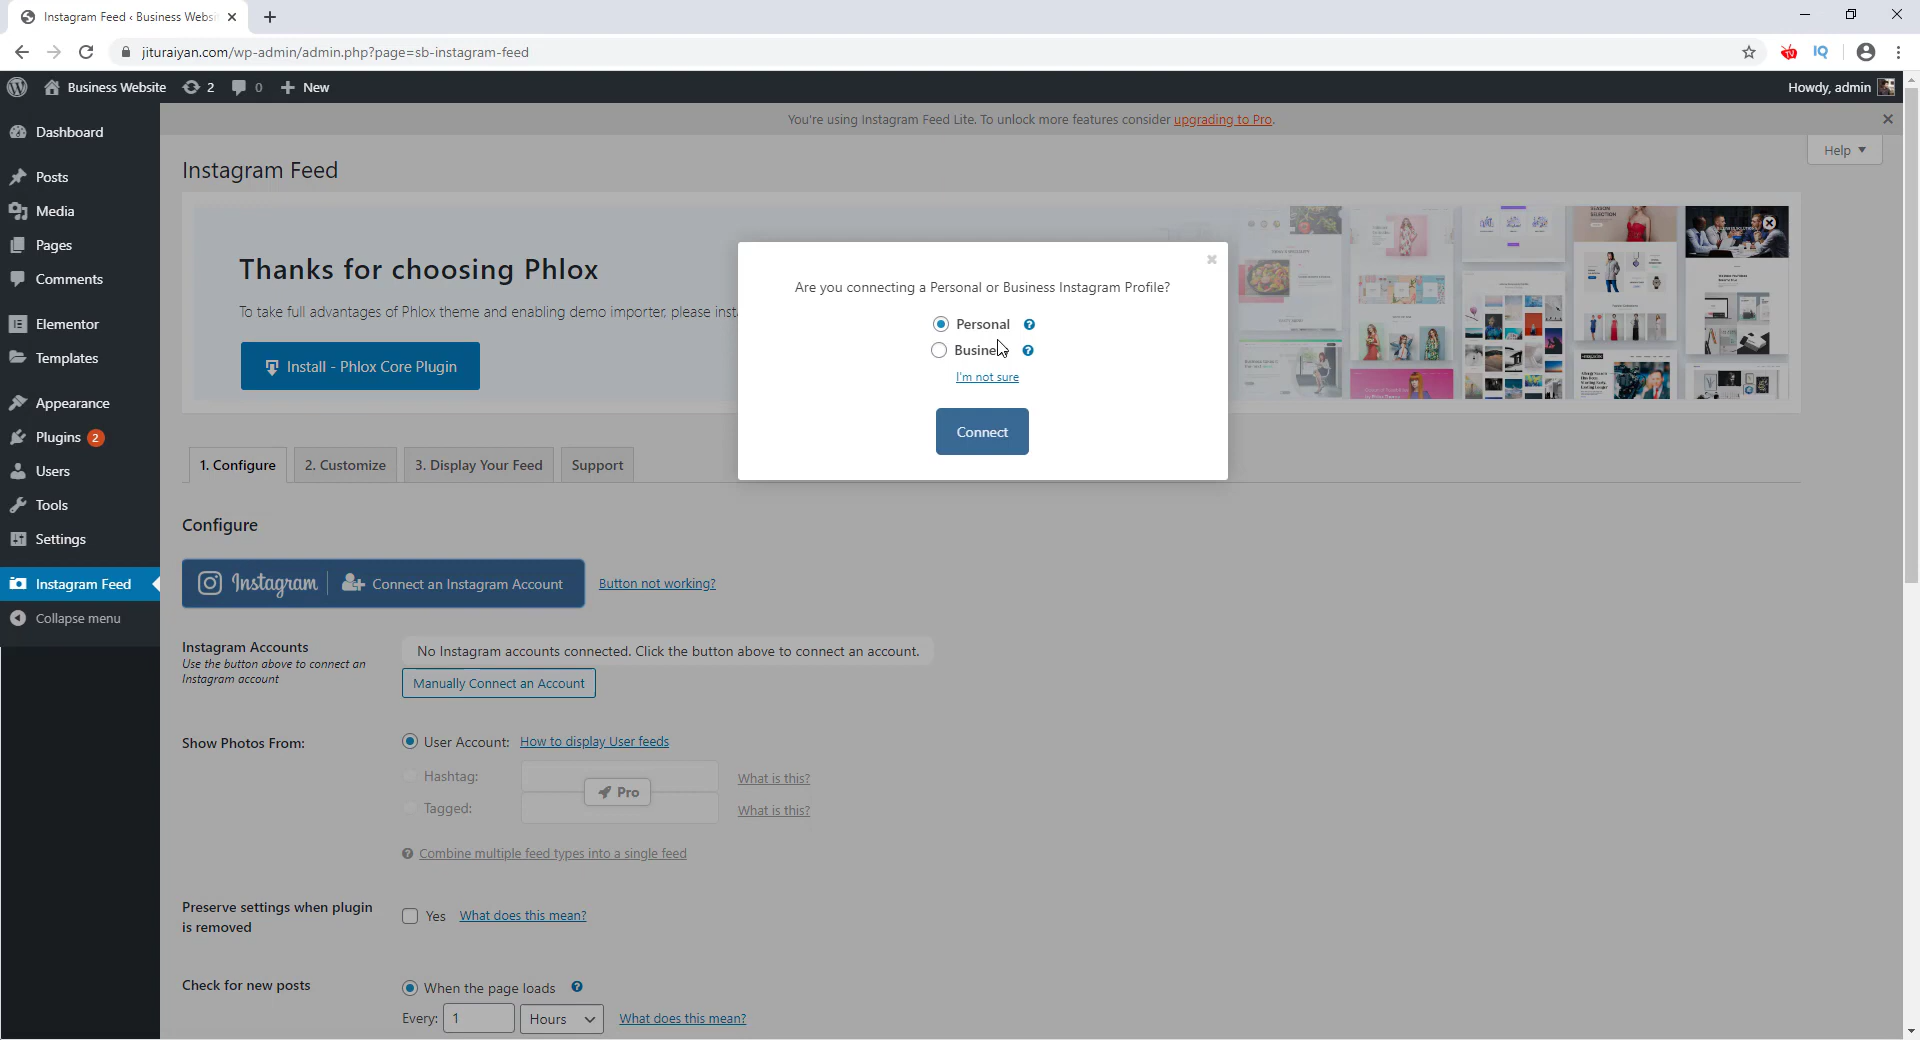 Instagram Feed ‹ Business Websi
jituraiyan.com/wp-admin/admin.php?page=sb-instagram-feed
Business Website 2 0 New
Howdy, admin
Dashboard
Posts
Media
Pages
Comments
Elementor
Templates
Appearance
Plugins 2
Users
Tools
Settings
Instagram Feed
Collapse menu
You're using Instagram Feed Lite. To unlock more features consider upgrading to Pro.
Help
Instagram Feed
Thanks for choosing Phlox
To take full advantages of Phlox theme and enabling demo importer, please inst
Install - Phlox Core Plugin
SEASON
SELECTION
Are you connecting a Personal or Business Instagram Profile?
Personal
Busine
I'm not sure
Connect
1. Configure
2. Customize
3. Display Your Feed
Support
Configure
Instagram
Connect an Instagram Account
Button not working?
Instagram Accounts
Use the button above to connect an
Instagram account
No Instagram accounts connected. Click the button above to connect an account.
Manually Connect an Account
Show Photos From:
User Account: How to display User feeds
Hashtag:
What is this?
Pro
Tagged:
What is this?
Combine multiple feed types into a single feed
Preserve settings when plugin
is removed
Yes What does this mean?
Check for new posts
When the page loads
Every: 1 Hours What does this mean?